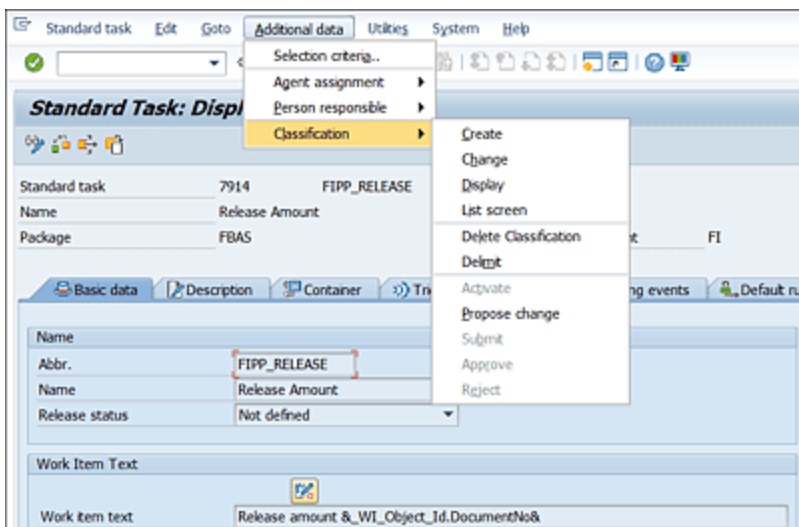 Standard task Edit Goto Additional data Utilities System Help
Selection criteria...
Agent assignment
Person responsible
Classification
Create
Change
Display
List screen
Delete Classification
Delimit
Activate
Propose change
Submit
Approve
Reject
Standard Task: Displ
Standard task 7914 FIPP_RELEASE
Name Release Amount
Package FBAS FI
Basic data Description Container Tri ng events Default ru
Name
Abbr. FIPP_RELEASE
Name Release Amount
Release status Not defined
Work Item Text
Work item text Release amount &_WI_Object_Id.DocumentNo&